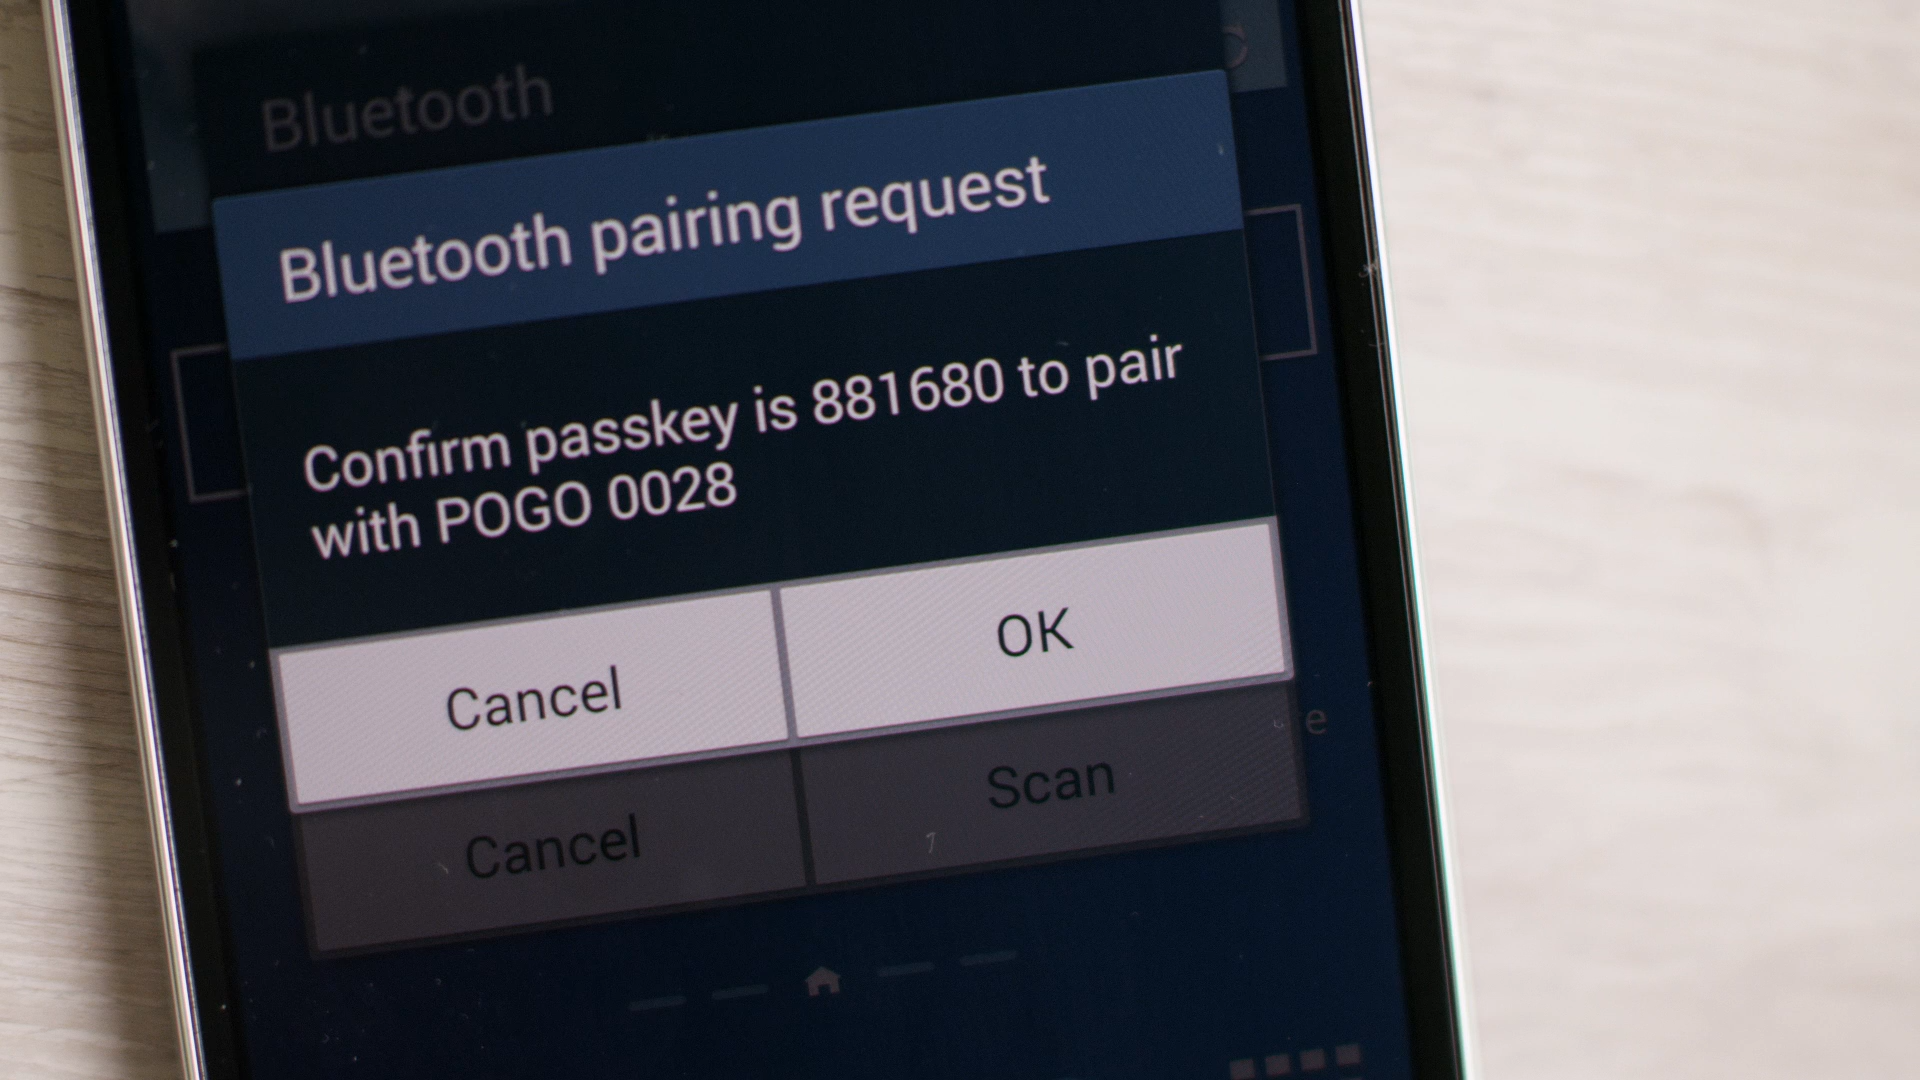 Bluetooth
Bluetooth pairing request
Confirm passkey is 881680 to pair
with POGO 0028
Cancel
OK
Cancel
Scan